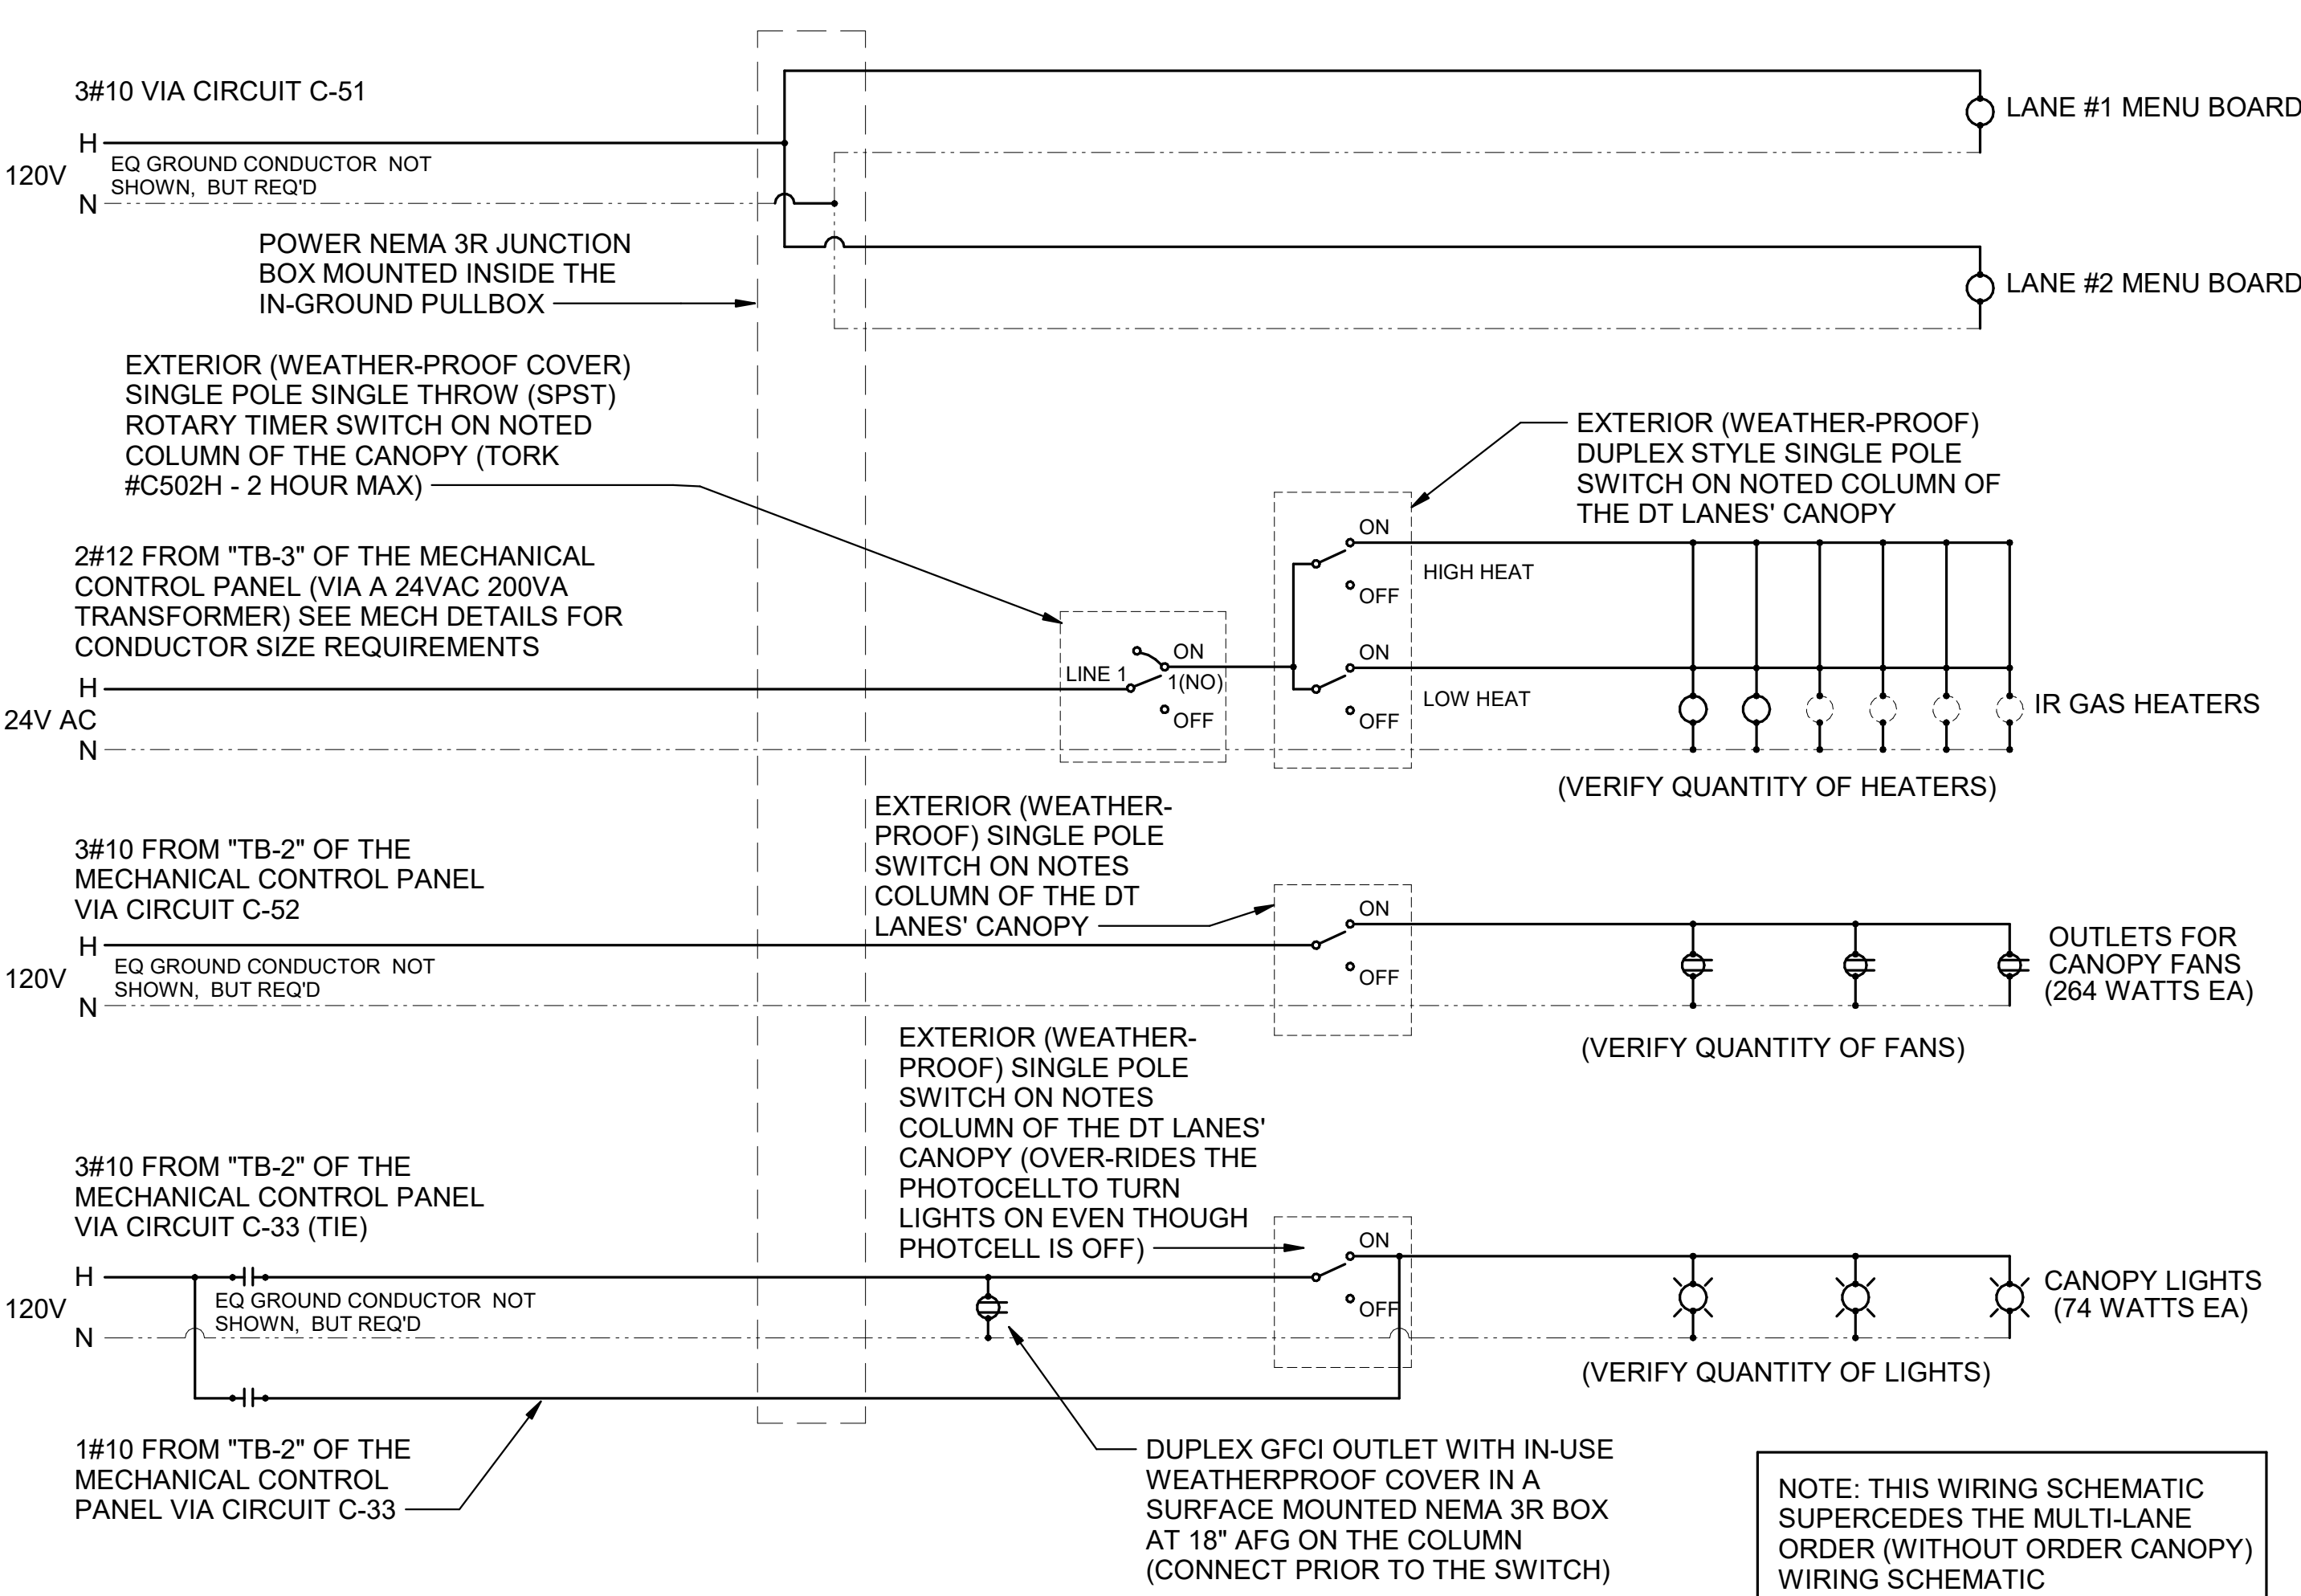 3#10 VIA CIRCUIT C-51
H
120V
EQ GROUND CONDUCTOR NOT
SHOWN, BUT REQ'D
N
LANE #1 MENU BOARD
LANE #2 MENU BOARD
POWER NEMA 3R JUNCTION
BOX MOUNTED INSIDE THE
IN-GROUND PULLBOX
EXTERIOR (WEATHER-PROOF COVER)
SINGLE POLE SINGLE THROW (SPST)
ROTARY TIMER SWITCH ON NOTED
COLUMN OF THE CANOPY (TORK
#C502H - 2 HOUR MAX)
EXTERIOR (WEATHER-PROOF)
DUPLEX STYLE SINGLE POLE
SWITCH ON NOTED COLUMN OF
THE DT LANES' CANOPY
2#12 FROM "TB-3" OF THE MECHANICAL
CONTROL PANEL (VIA A 24VAC 200VA
TRANSFORMER) SEE MECH DETAILS FOR
CONDUCTOR SIZE REQUIREMENTS
H
24V AC
N
LINE 1
ON
1(NO)
OFF
ON
OFF
HIGH HEAT
ON
OFF
LOW HEAT
IR GAS HEATERS
(VERIFY QUANTITY OF HEATERS)
EXTERIOR (WEATHER-
PROOF) SINGLE POLE
SWITCH ON NOTES
COLUMN OF THE DT
LANES' CANOPY
3#10 FROM "TB-2" OF THE
MECHANICAL CONTROL PANEL
VIA CIRCUIT C-52
H
120V
EQ GROUND CONDUCTOR NOT
SHOWN, BUT REQ'D
N
ON
OFF
OUTLETS FOR
CANOPY FANS
(264 WATTS EA)
(VERIFY QUANTITY OF FANS)
EXTERIOR (WEATHER-
PROOF) SINGLE POLE
SWITCH ON NOTES
COLUMN OF THE DT LANES'
CANOPY (OVER-RIDES THE
PHOTOCELLTO TURN
LIGHTS ON EVEN THOUGH
PHOTCELL IS OFF)
3#10 FROM "TB-2" OF THE
MECHANICAL CONTROL PANEL
VIA CIRCUIT C-33 (TIE)
H
120V
EQ GROUND CONDUCTOR NOT
SHOWN, BUT REQ'D
N
ON
OFF
CANOPY LIGHTS
(74 WATTS EA)
(VERIFY QUANTITY OF LIGHTS)
1#10 FROM "TB-2" OF THE
MECHANICAL CONTROL
PANEL VIA CIRCUIT C-33
DUPLEX GFCI OUTLET WITH IN-USE
WEATHERPROOF COVER IN A
SURFACE MOUNTED NEMA 3R BOX
AT 18" AFG ON THE COLUMN
(CONNECT PRIOR TO THE SWITCH)
NOTE: THIS WIRING SCHEMATIC
SUPERCEDES THE MULTI-LANE
ORDER (WITHOUT ORDER CANOPY)
WIRING SCHEMATIC